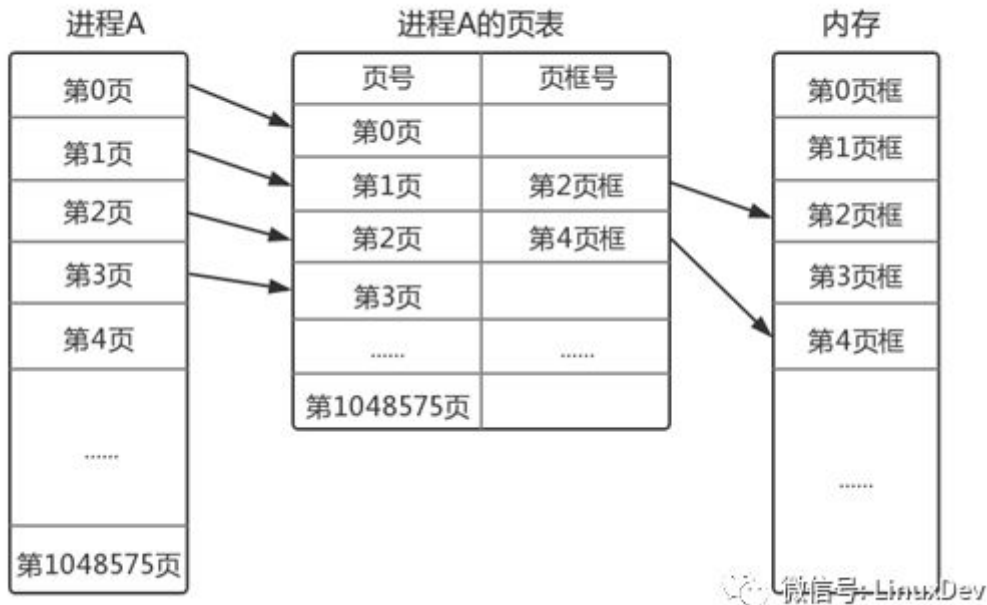 进程A
第0页
第1页
第2页
第3页
第4页
......
第1048575页
进程A的页表
页号 页框号
第0页
第1页 第2页框
第2页 第4页框
第3页
...... ......
第1048575页
内存
第0页框
第1页框
第2页框
第3页框
第4页框
......
微信号: LinuxDev